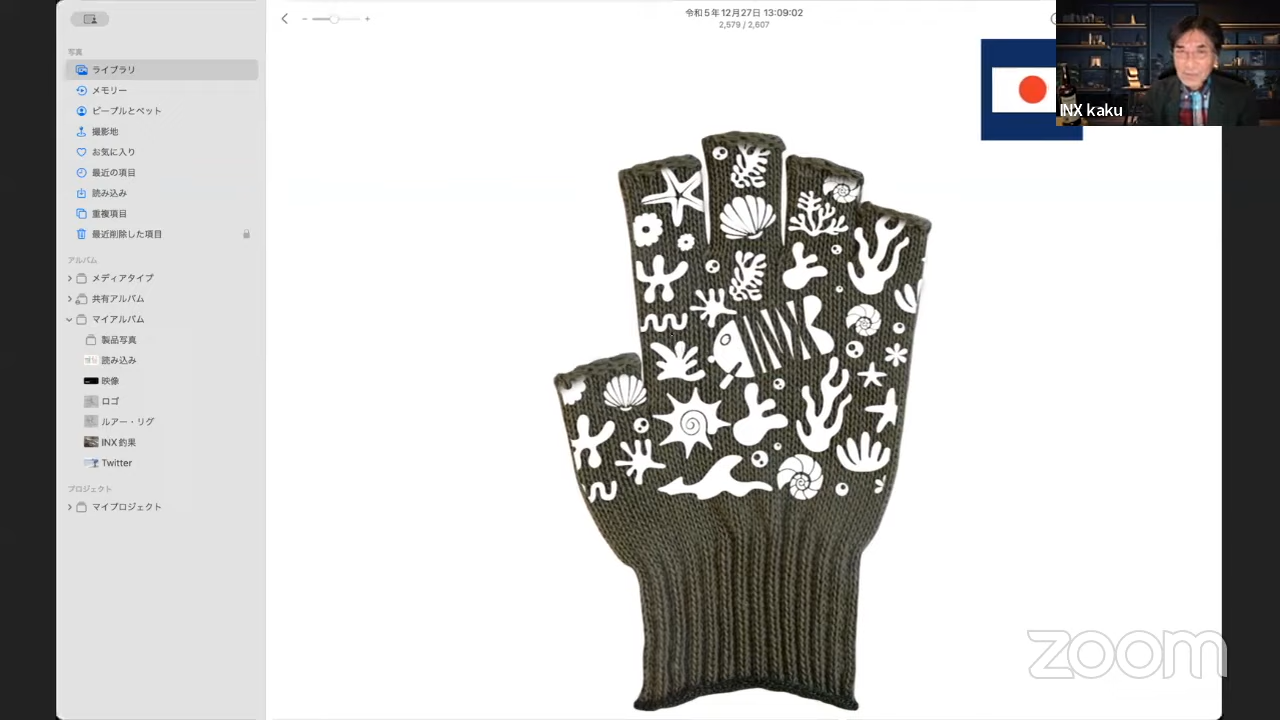 令和５年12月27日 13:09:02
2,579 / 2,607
写真
ライブラリ
メモリー
ピープルとペット
撮影地
お気に入り
最近の項目
読み込み
重複項目
最近削除した項目
アルバム
メディアタイプ
共有アルバム
マイアルバム
製品写真
読み込み
映像
ロゴ
ルアー・リグ
INX 釣果
Twitter
プロジェクト
マイプロジェクト
INX kaku
zoom